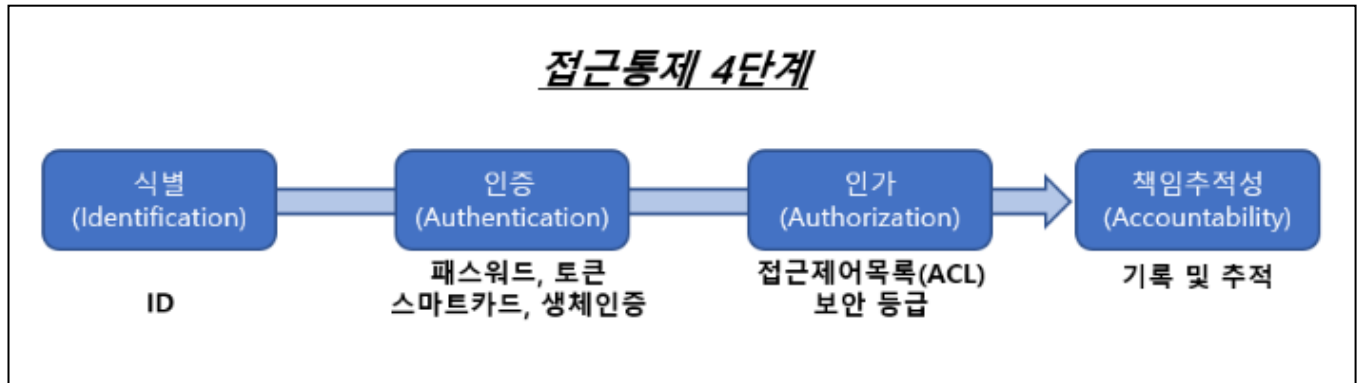 접근통제 4단계
식별
(Identification)
인증
(Authentication)
인가
(Authorization)
책임추적성
(Accountability)
ID
패스워드, 토큰
스마트카드, 생체인증
접근제어목록(ACL)
보안 등급
기록 및 추적